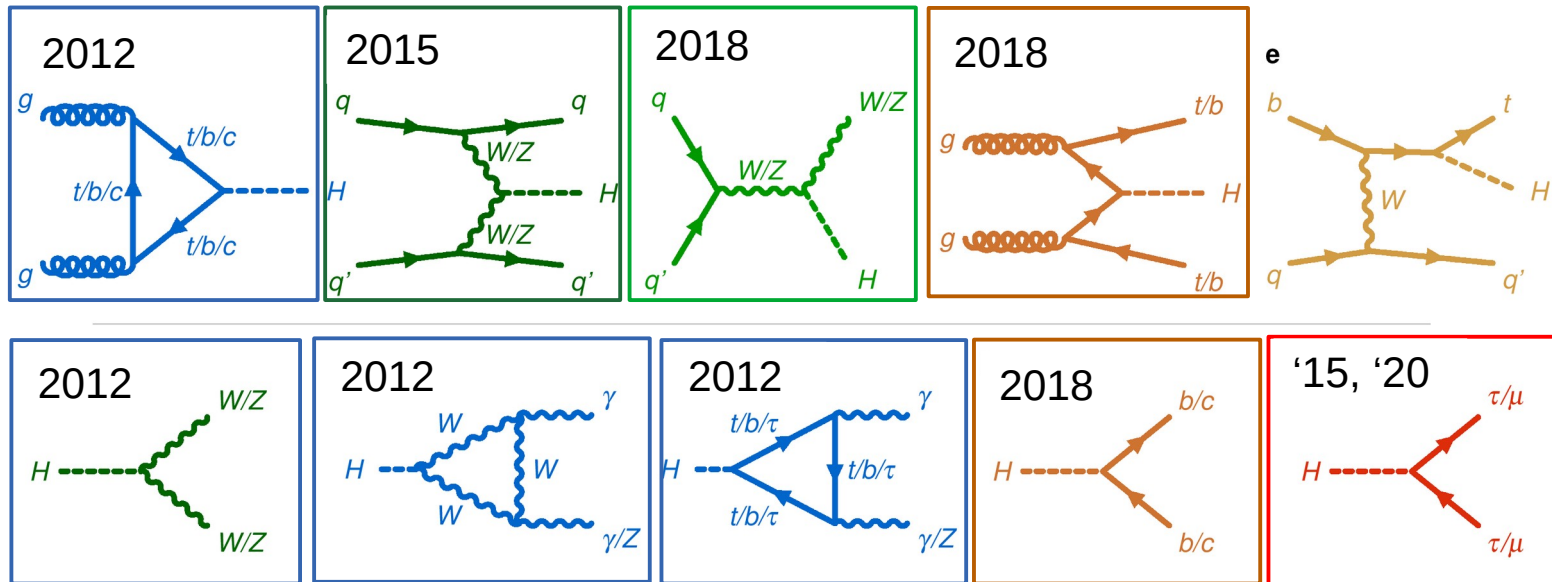 2012
g
t/b/c
t/b/c
H
t/b/c
g
2015
q
q
W/Z
H
W/Z
q'
q'
2018
q
W/Z
W/Z
q'
H
2018
g
t/b
H
g
t/b
e
b
t
H
W
q
q'
2012
W/Z
H
W/Z
2012
γ
W
H
W
W
γ/Z
2012
γ
t/b/τ
H
t/b/τ
t/b/τ
γ/Z
2018
b/c
H
b/c
‘15, ‘20
τ/μ
H
τ/μ